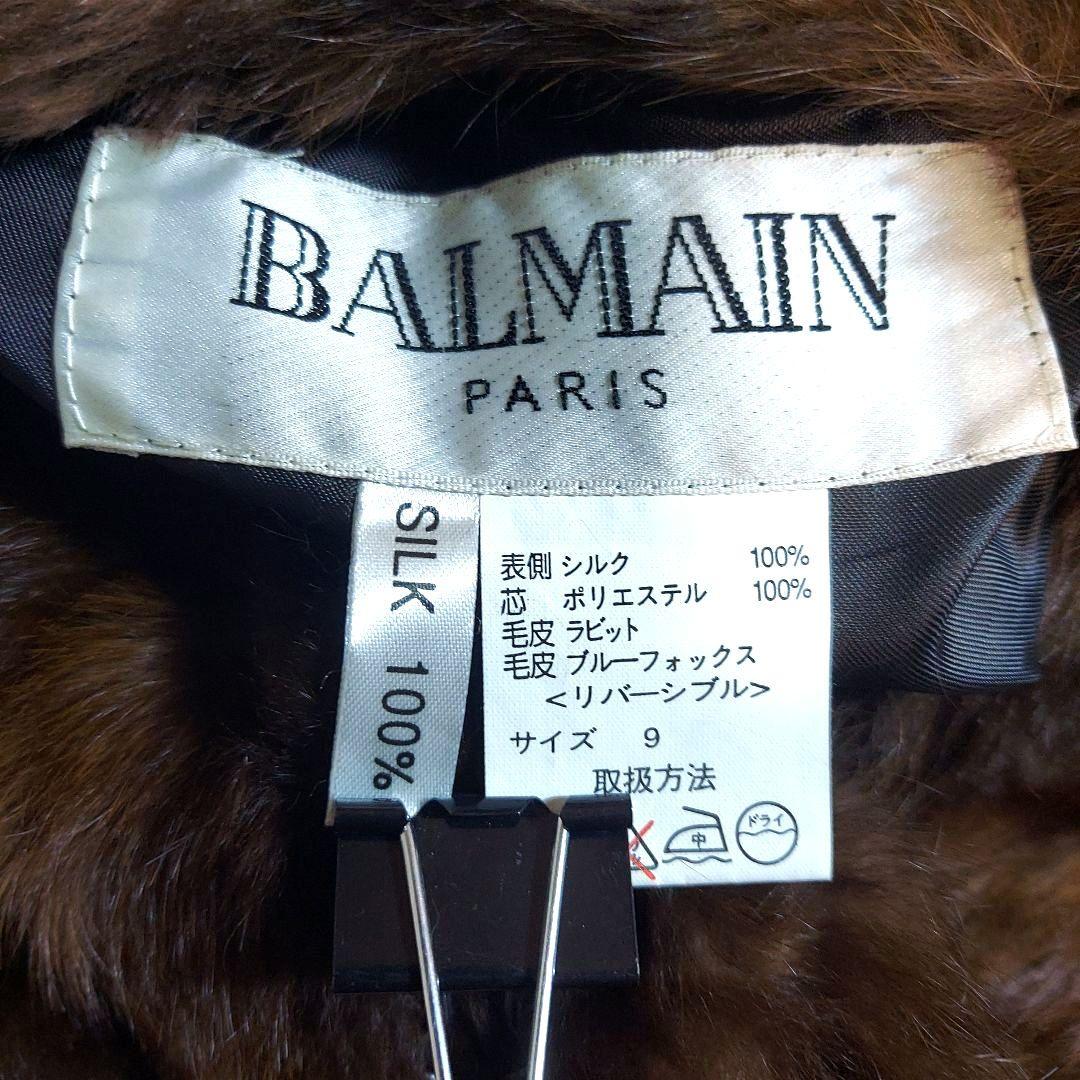 BALMAIN
PARIS
SILK 100%
表側 シルク 100%
芯 ポリエステル 100%
毛皮 ラビット
毛皮 ブルーフォックス
<リバーシブル>
サイズ 9
取扱方法
中
ドライ